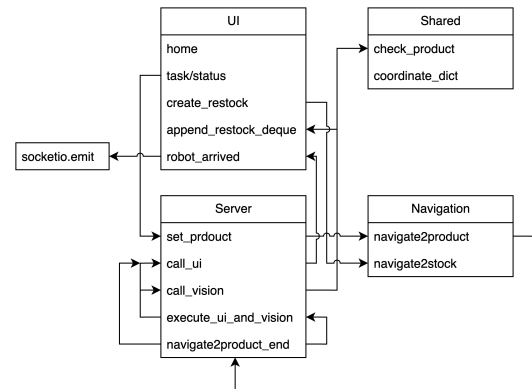 UI
home
task/status
create_restock
append_restock_deque
robot_arrived
Shared
check_product
coordinate_dict
socketio.emit
Server
set_prdouct
call_ui
call_vision
execute_ui_and_vision
navigate2product_end
Navigation
navigate2product
navigate2stock